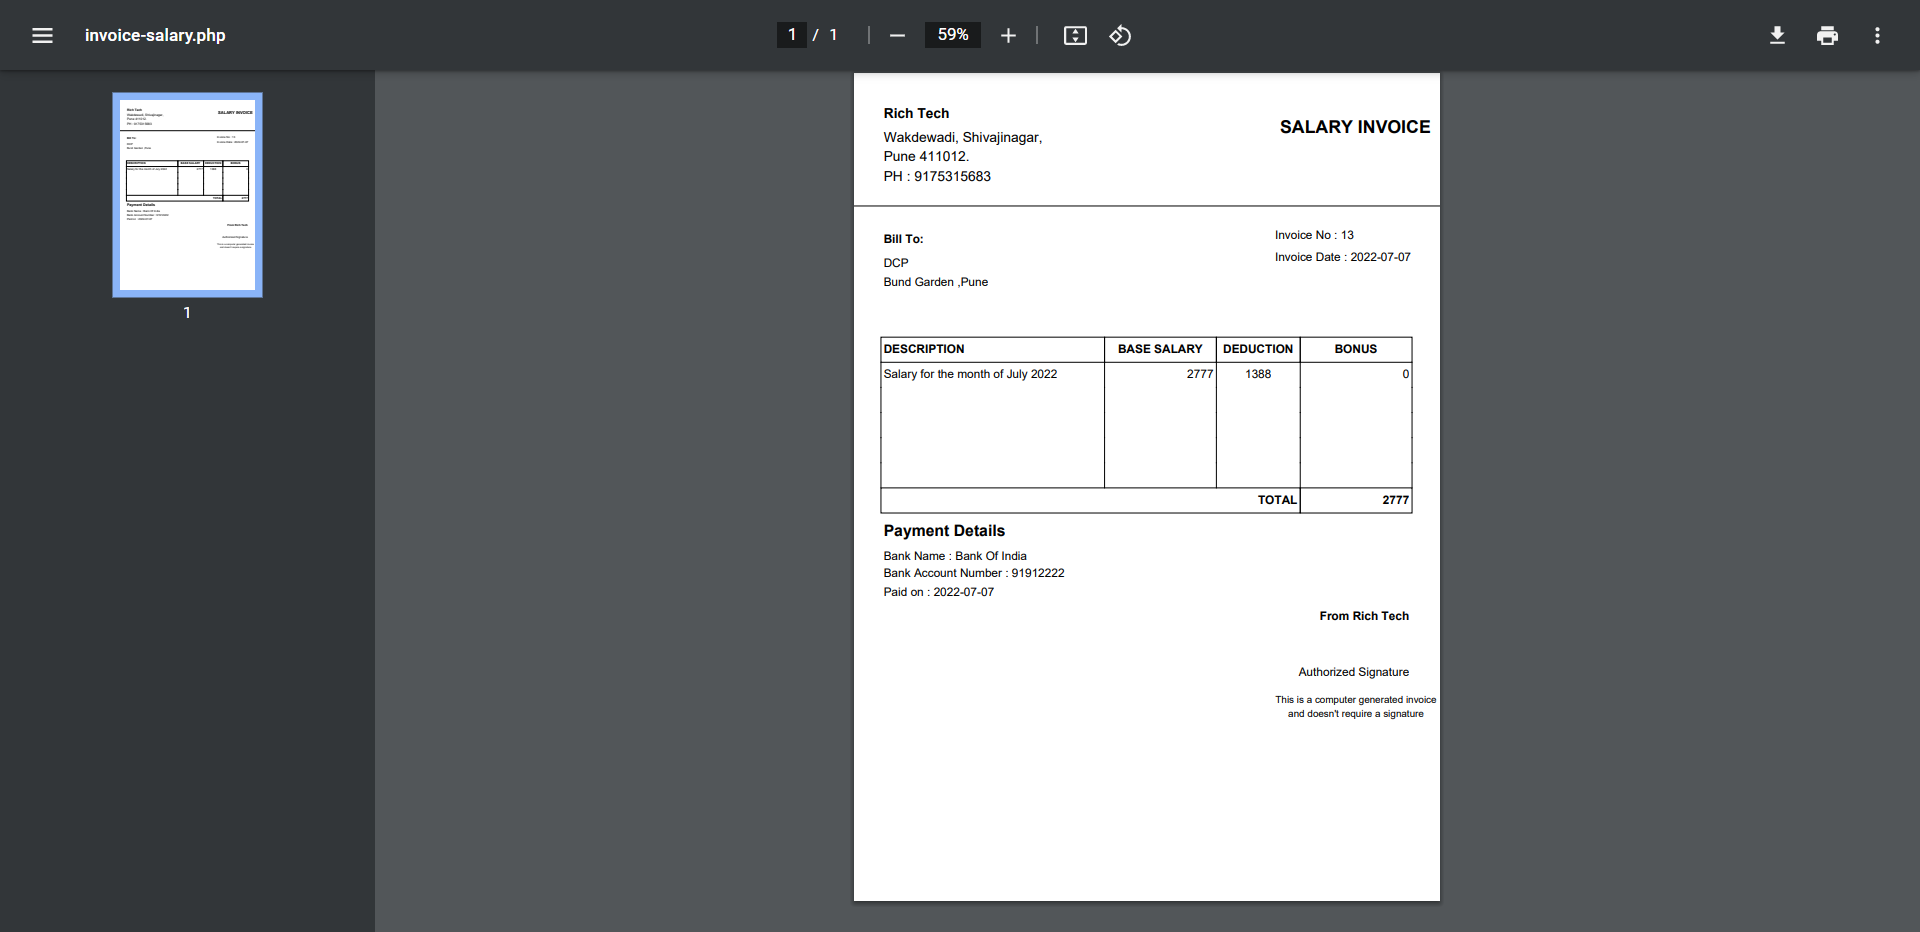 invoice-salary.php
1 / 1
59%
Rich Tech
Wakdewadi, Shivajinagar,
Pune 411012.
PH : 9175315683
SALARY INVOICE
Bill To:
DCP
Bund Garden ,Pune
Invoice No : 13
Invoice Date : 2022-07-07
DESCRIPTION BASE SALARY DEDUCTION BONUS
Salary for the month of July 2022 2777 1388 0
TOTAL 2777
Payment Details
Bank Name : Bank Of India
Bank Account Number : 91912222
Paid on : 2022-07-07
From Rich Tech
Authorized Signature
This is a computer generated invoice
and doesn't require a signature
1